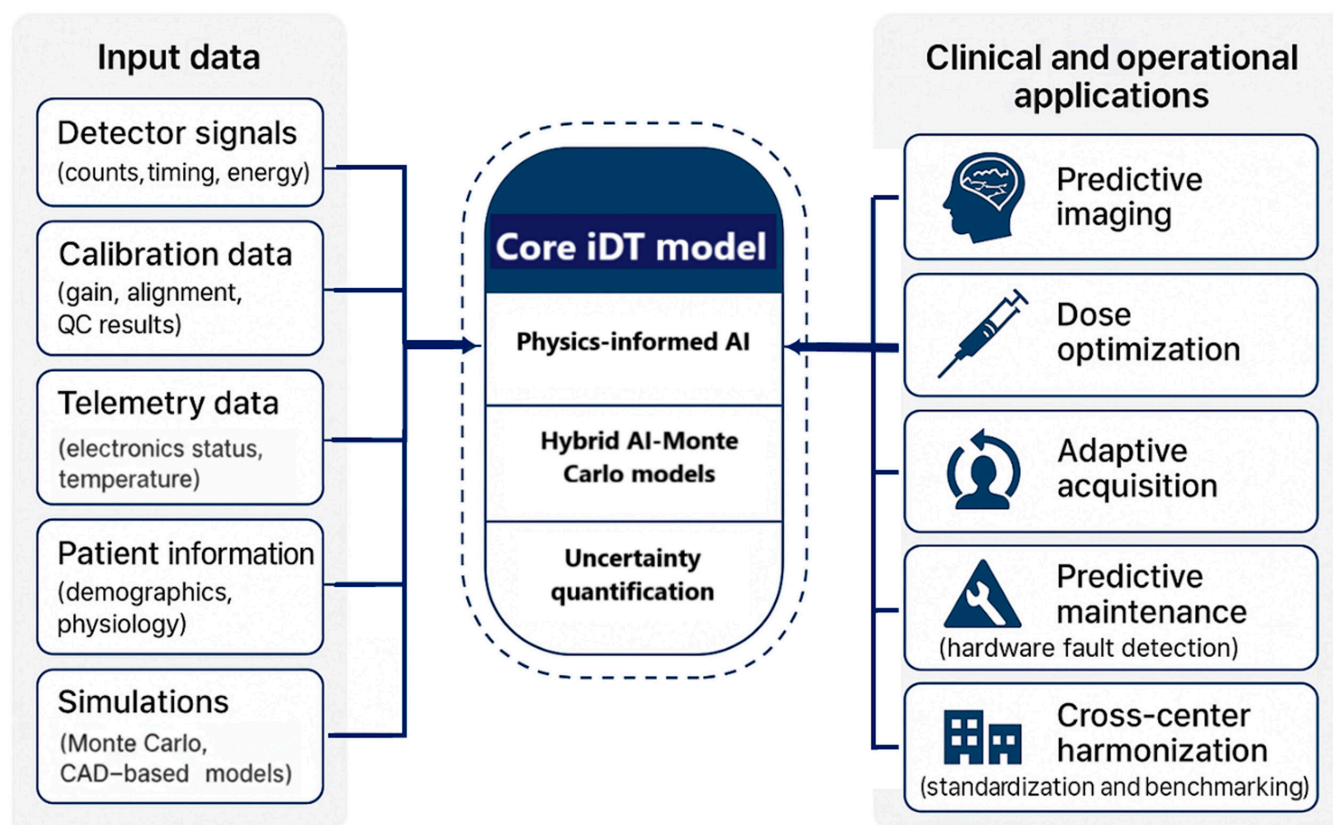 Input data
Detector signals
(counts, timing, energy)
Calibration data
(gain, alignment,
QC results)
Telemetry data
(electronics status,
temperature)
Patient information
(demographics,
physiology)
Simulations
(Monte Carlo,
CAD–based models)
Core iDT model
Physics-informed AI
Hybrid AI-Monte
Carlo models
Uncertainty
quantification
Clinical and operational
applications
Predictive
imaging
Dose
optimization
Adaptive
acquisition
Predictive
maintenance
(hardware fault detection)
Cross-center
harmonization
(standardization and benchmarking)